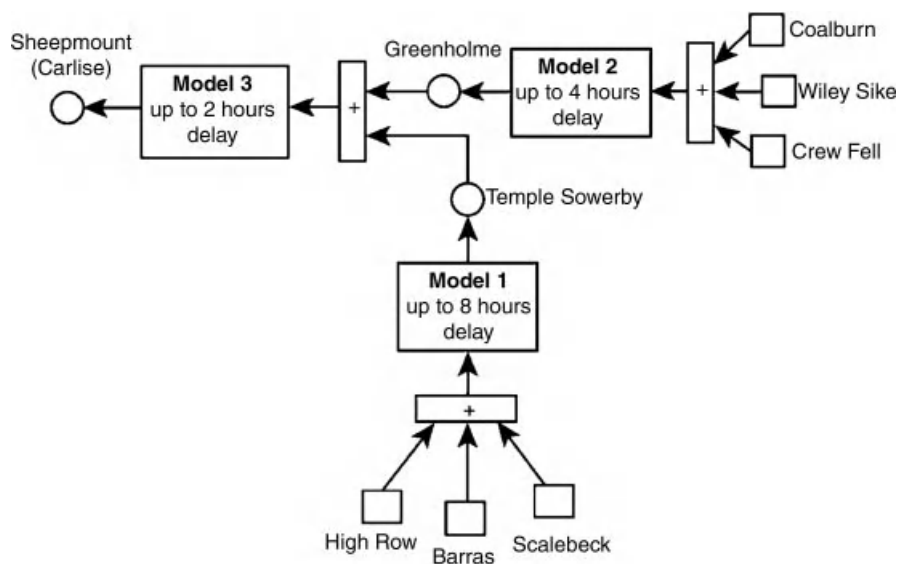 Sheepmount
(Carlise)
Model 3
up to 2 hours
delay
+
Greenholme
Model 2
up to 4 hours
delay
+
Coalburn
Wiley Sike
Crew Fell
Temple Sowerby
Model 1
up to 8 hours
delay
+
High Row
Barras
Scalebeck